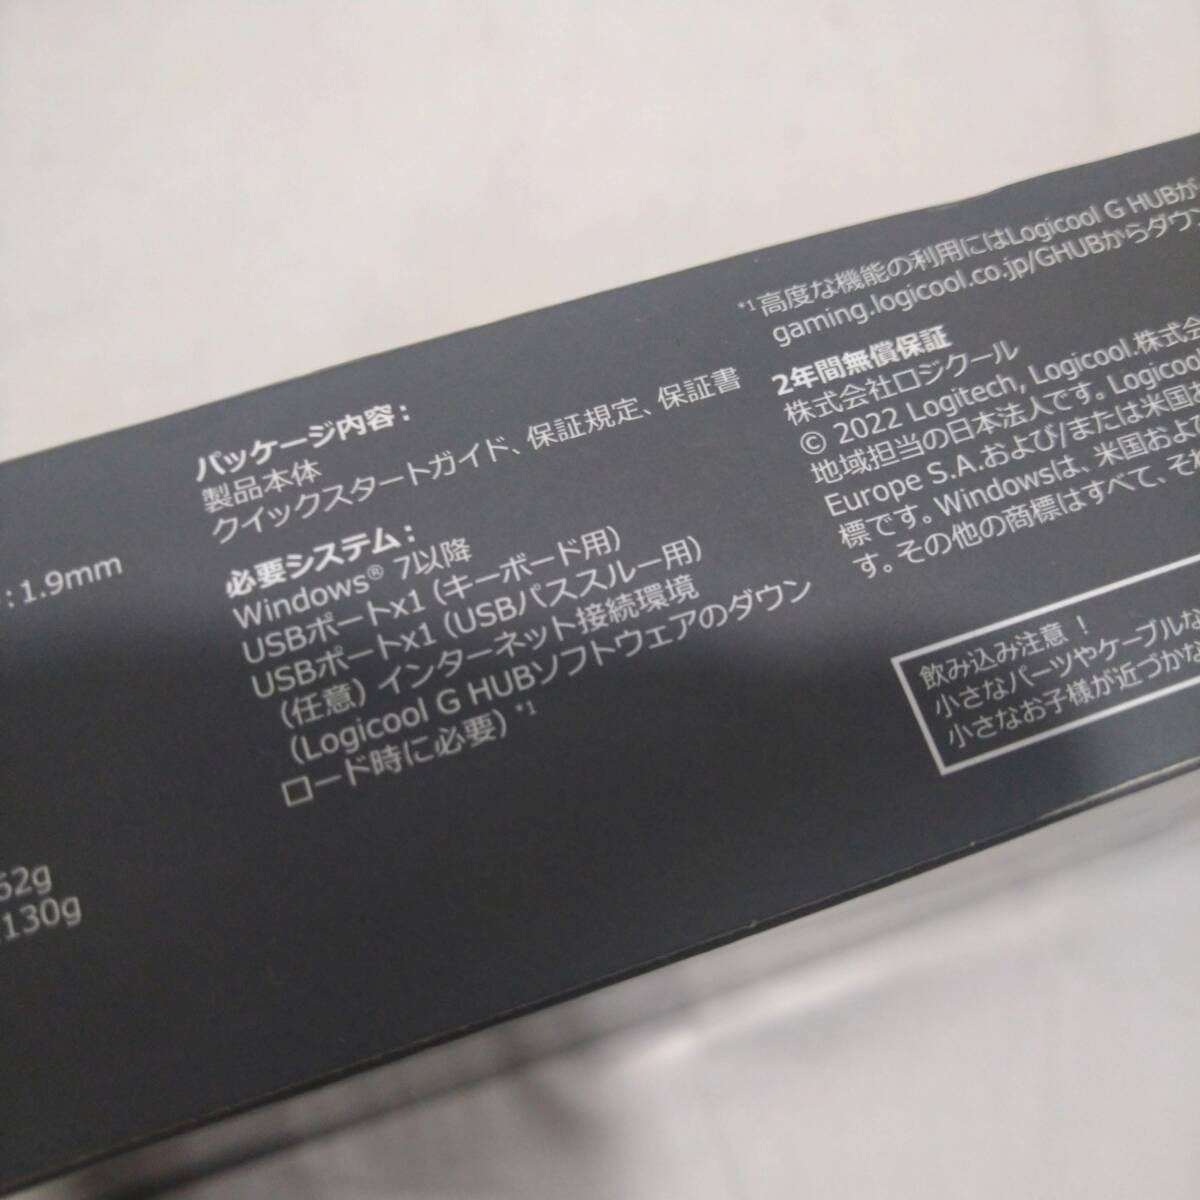 : 1.9mm
62g
130g
パッケージ内容：
製品本体
クイックスタートガイド、保証規定、保証書
必要システム：
Windows® 7以降
USBポートx1（キーボード用）
USBポートx1（USBパススルー用）
（任意）インターネット接続環境
（Logicool G HUBソフトウェアのダウン
ロード時に必要）*1
*1 高度な機能の利用にはLogicool G HUBが
gaming.logicool.co.jp/GHUBからダウン
2年間無償保証
株式会社ロジクール
© 2022 Logitech, Logicool.株式会
地域担当の日本法人です。Logicool
Europe S.A.および/または米国お
標です。Windowsは、米国およ
す。その他の商標はすべて、それ
飲み込み注意！
小さなパーツやケーブルな
小さなお子様が近づかな